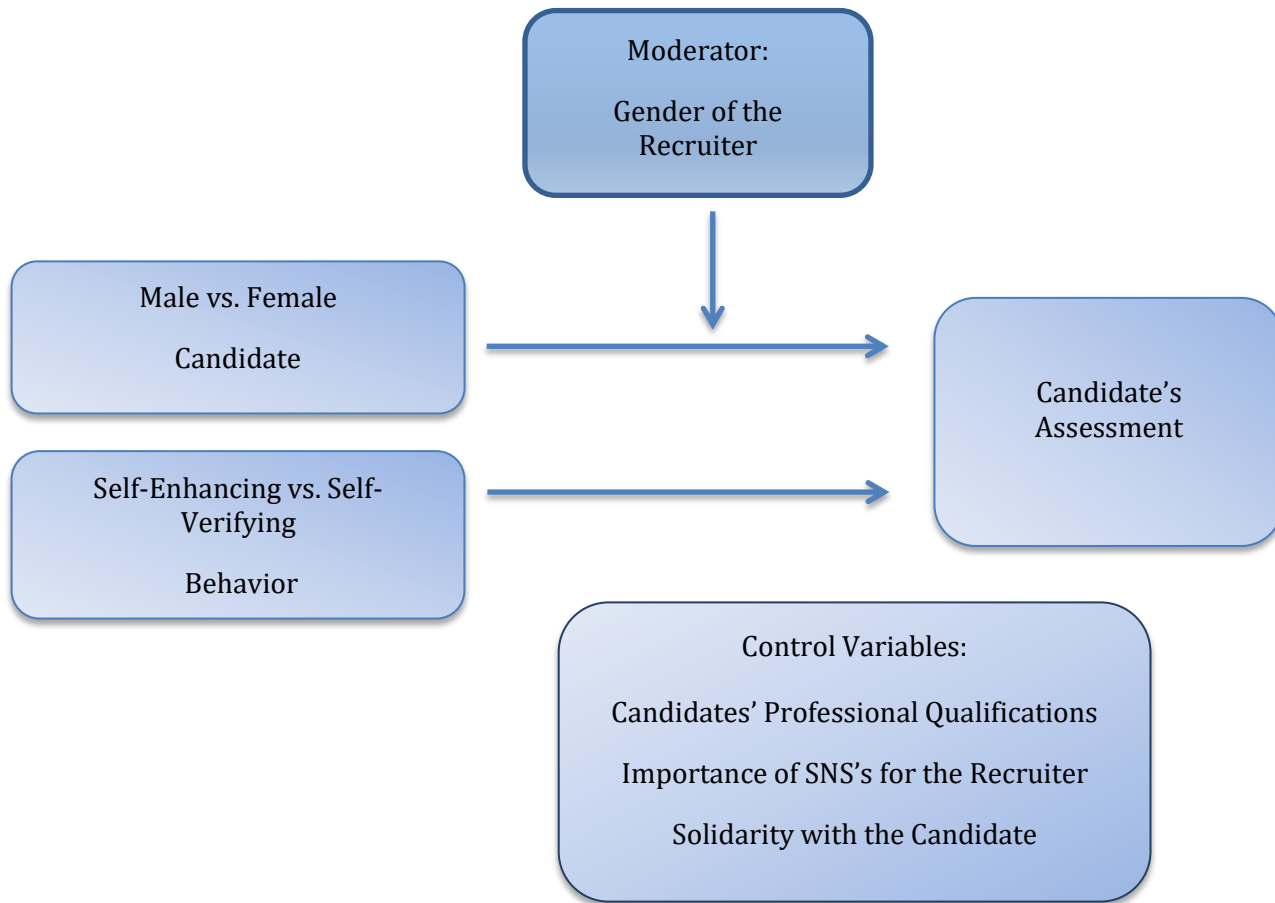 Moderator:
Gender of the
Recruiter
Male vs. Female
Candidate
Candidate’s
Assessment
Self-Enhancing vs. Self-
Verifying
Behavior
Control Variables:
Candidates’ Professional Qualifications
Importance of SNS’s for the Recruiter
Solidarity with the Candidate